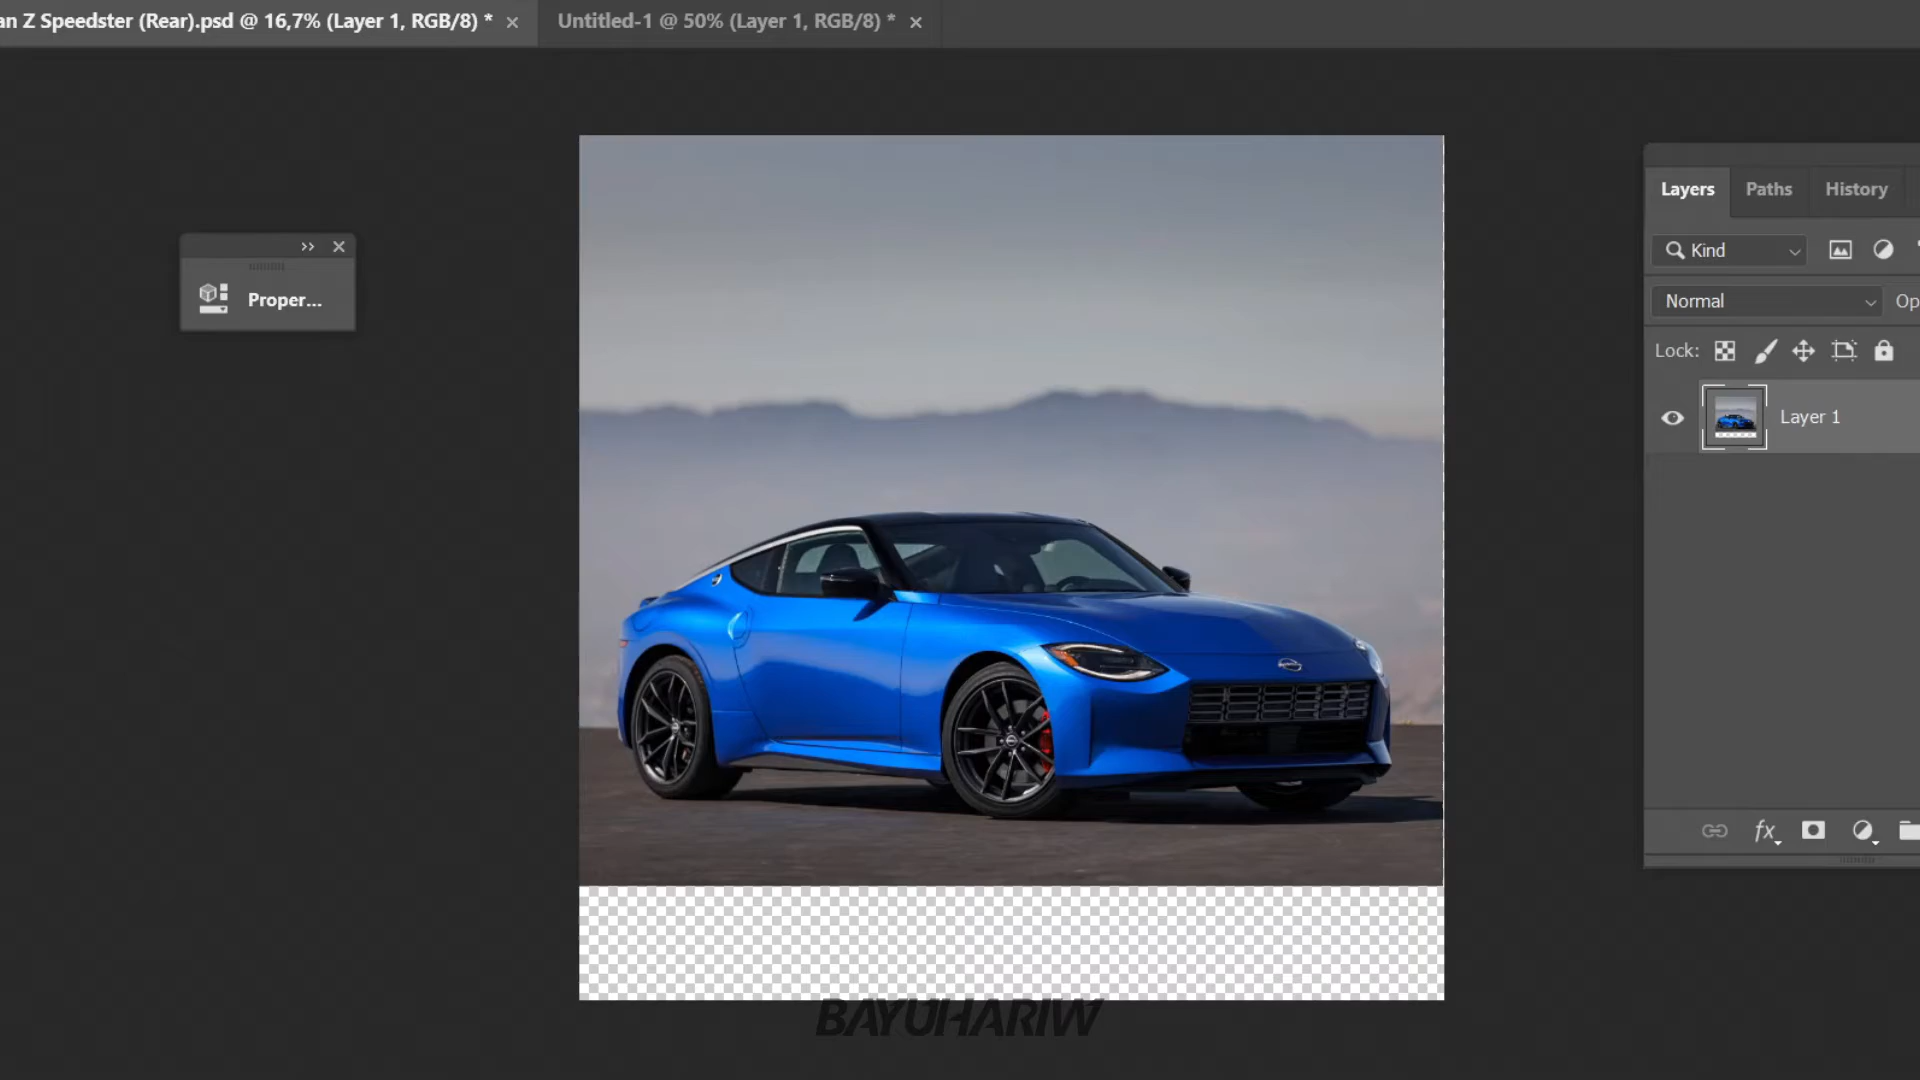 an Z Speedster (Rear).psd @ 16,7% (Layer 1, RGB/8) *
Untitled-1 @ 50% (Layer 1, RGB/8) *
Layers
Paths
History
Proper...
Kind
Normal
Op
Lock:
Layer 1
fx
BAYUHARIW